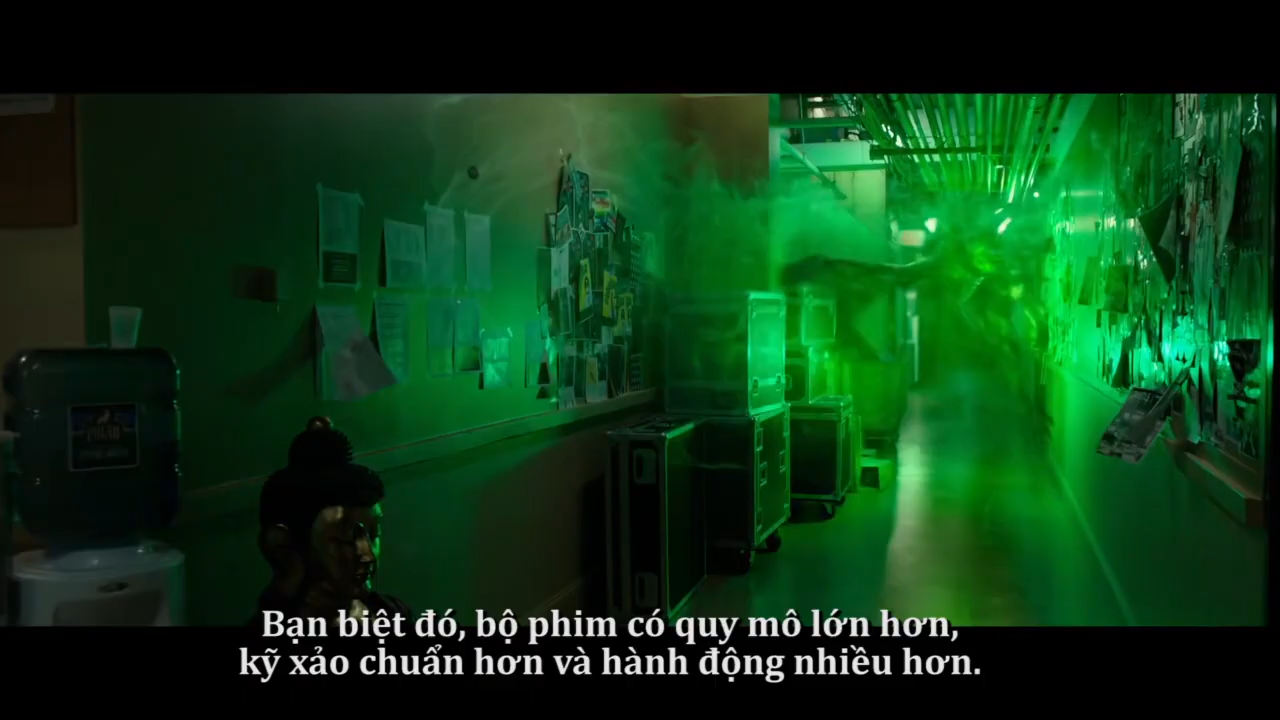 Bạn biệt đó, bộ phim có quy mô lớn hơn,
kỹ xảo chuẩn hơn và hành động nhiều hơn.